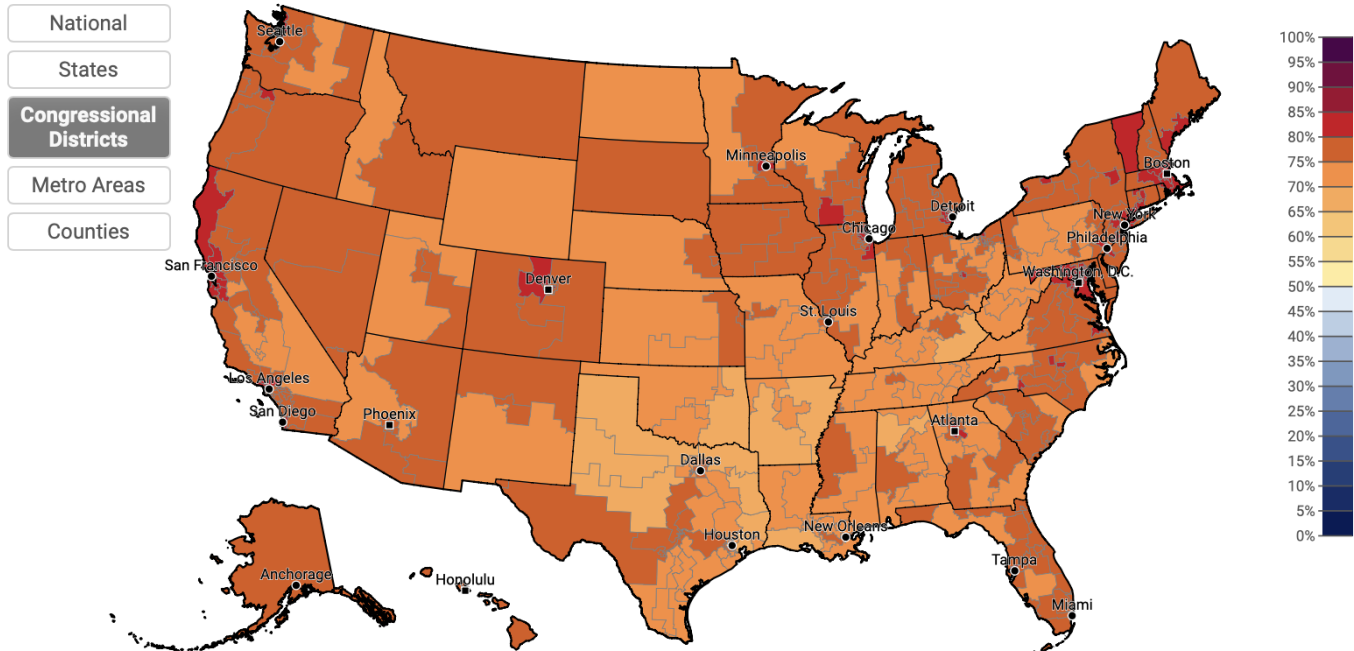 National
States
Congressional
Districts
Metro Areas
Counties
Seattle
Minneapolis
Boston
Detroit
New York
Chicago
Philadelphia
San Francisco
Denver
Washington, D.C.
St. Louis
Los Angeles
San Diego
Phoenix
Atlanta
Dallas
Houston
New Orleans
Tampa
Anchorage
Honolulu
Miami
100%
95%
90%
85%
80%
75%
70%
65%
60%
55%
50%
45%
40%
35%
30%
25%
20%
15%
10%
5%
0%